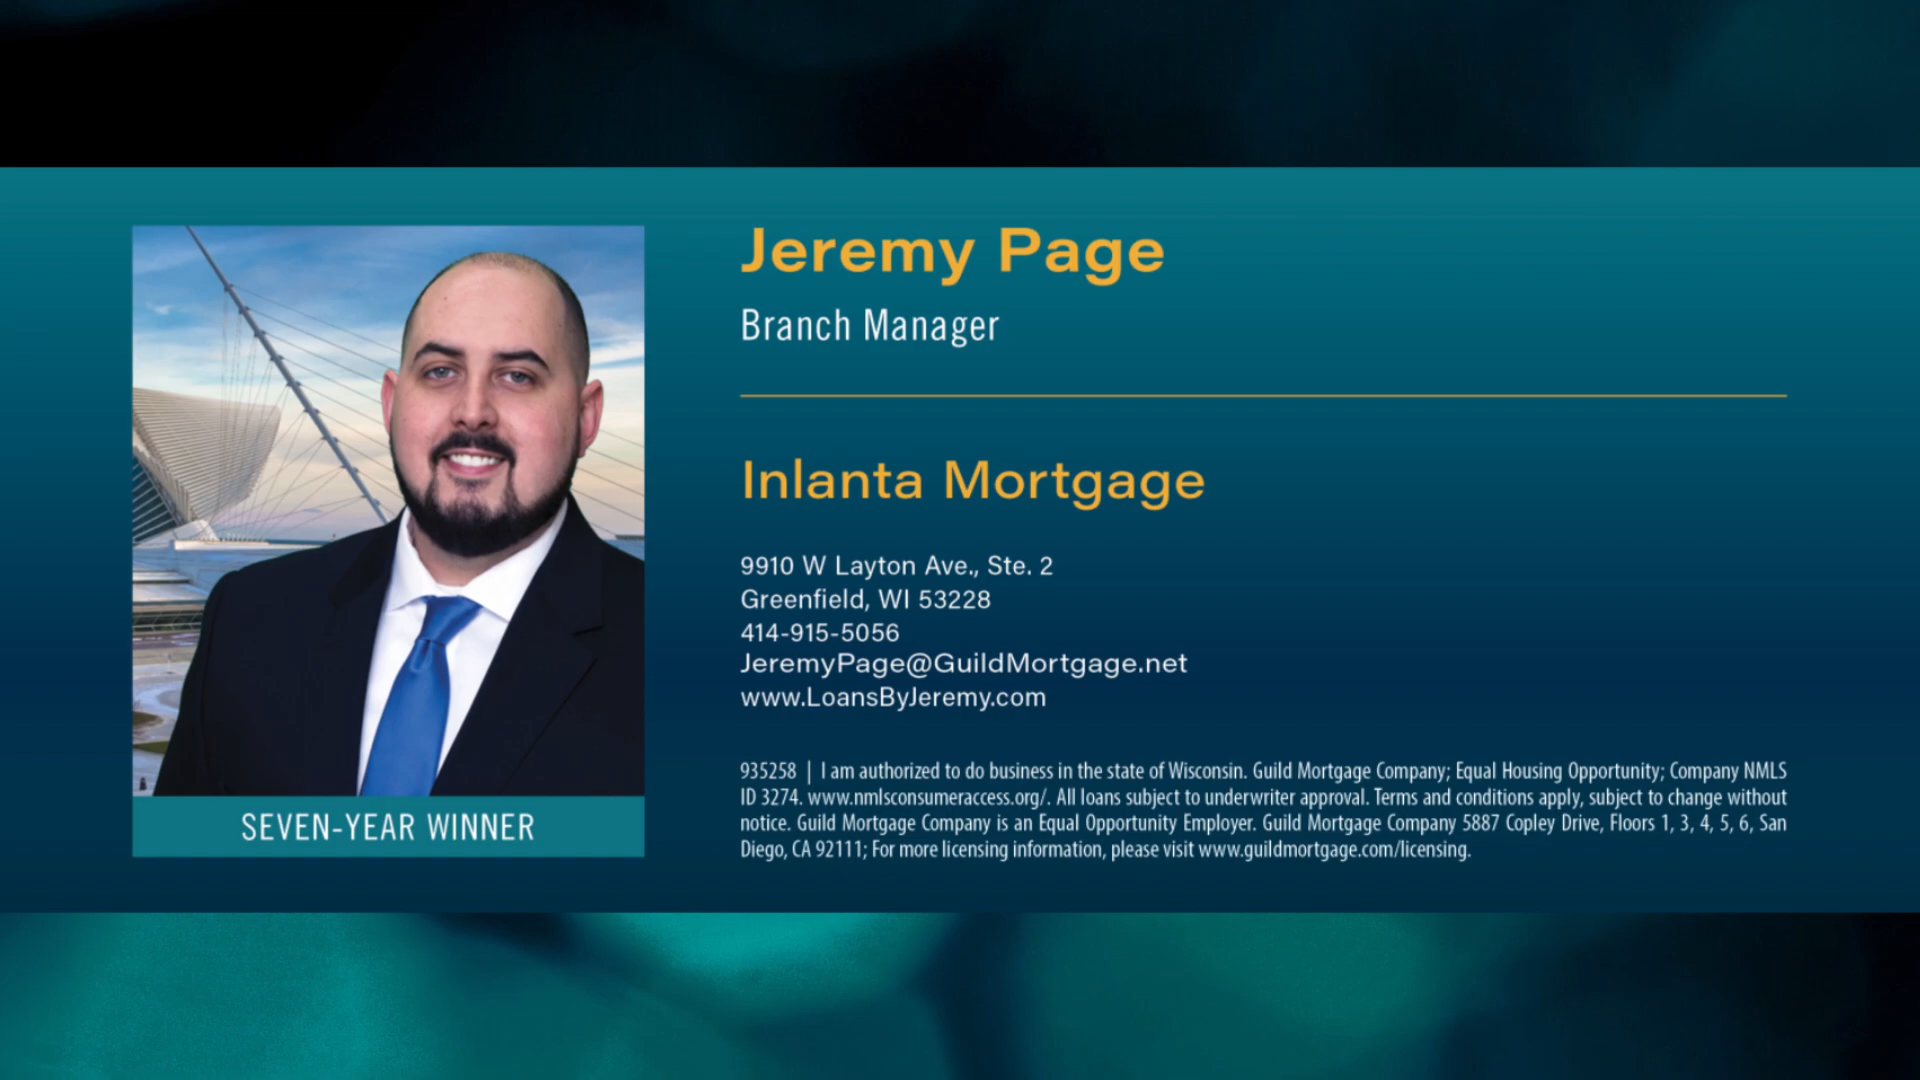 Jeremy Page
Branch Manager
Inlanta Mortgage
9910 W Layton Ave., Ste. 2
Greenfield, WI 53228
414-915-5056
JeremyPage@GuildMortgage.net
www.LoansByJeremy.com
935258 | I am authorized to do business in the state of Wisconsin. Guild Mortgage Company; Equal Housing Opportunity; Company NMLS
ID 3274. www.nmlsconsumeraccess.org/. All loans subject to underwriter approval. Terms and conditions apply, subject to change without
notice. Guild Mortgage Company is an Equal Opportunity Employer. Guild Mortgage Company 5887 Copley Drive, Floors 1, 3, 4, 5, 6, San
Diego, CA 92111; For more licensing information, please visit www.guildmortgage.com/licensing.
SEVEN-YEAR WINNER